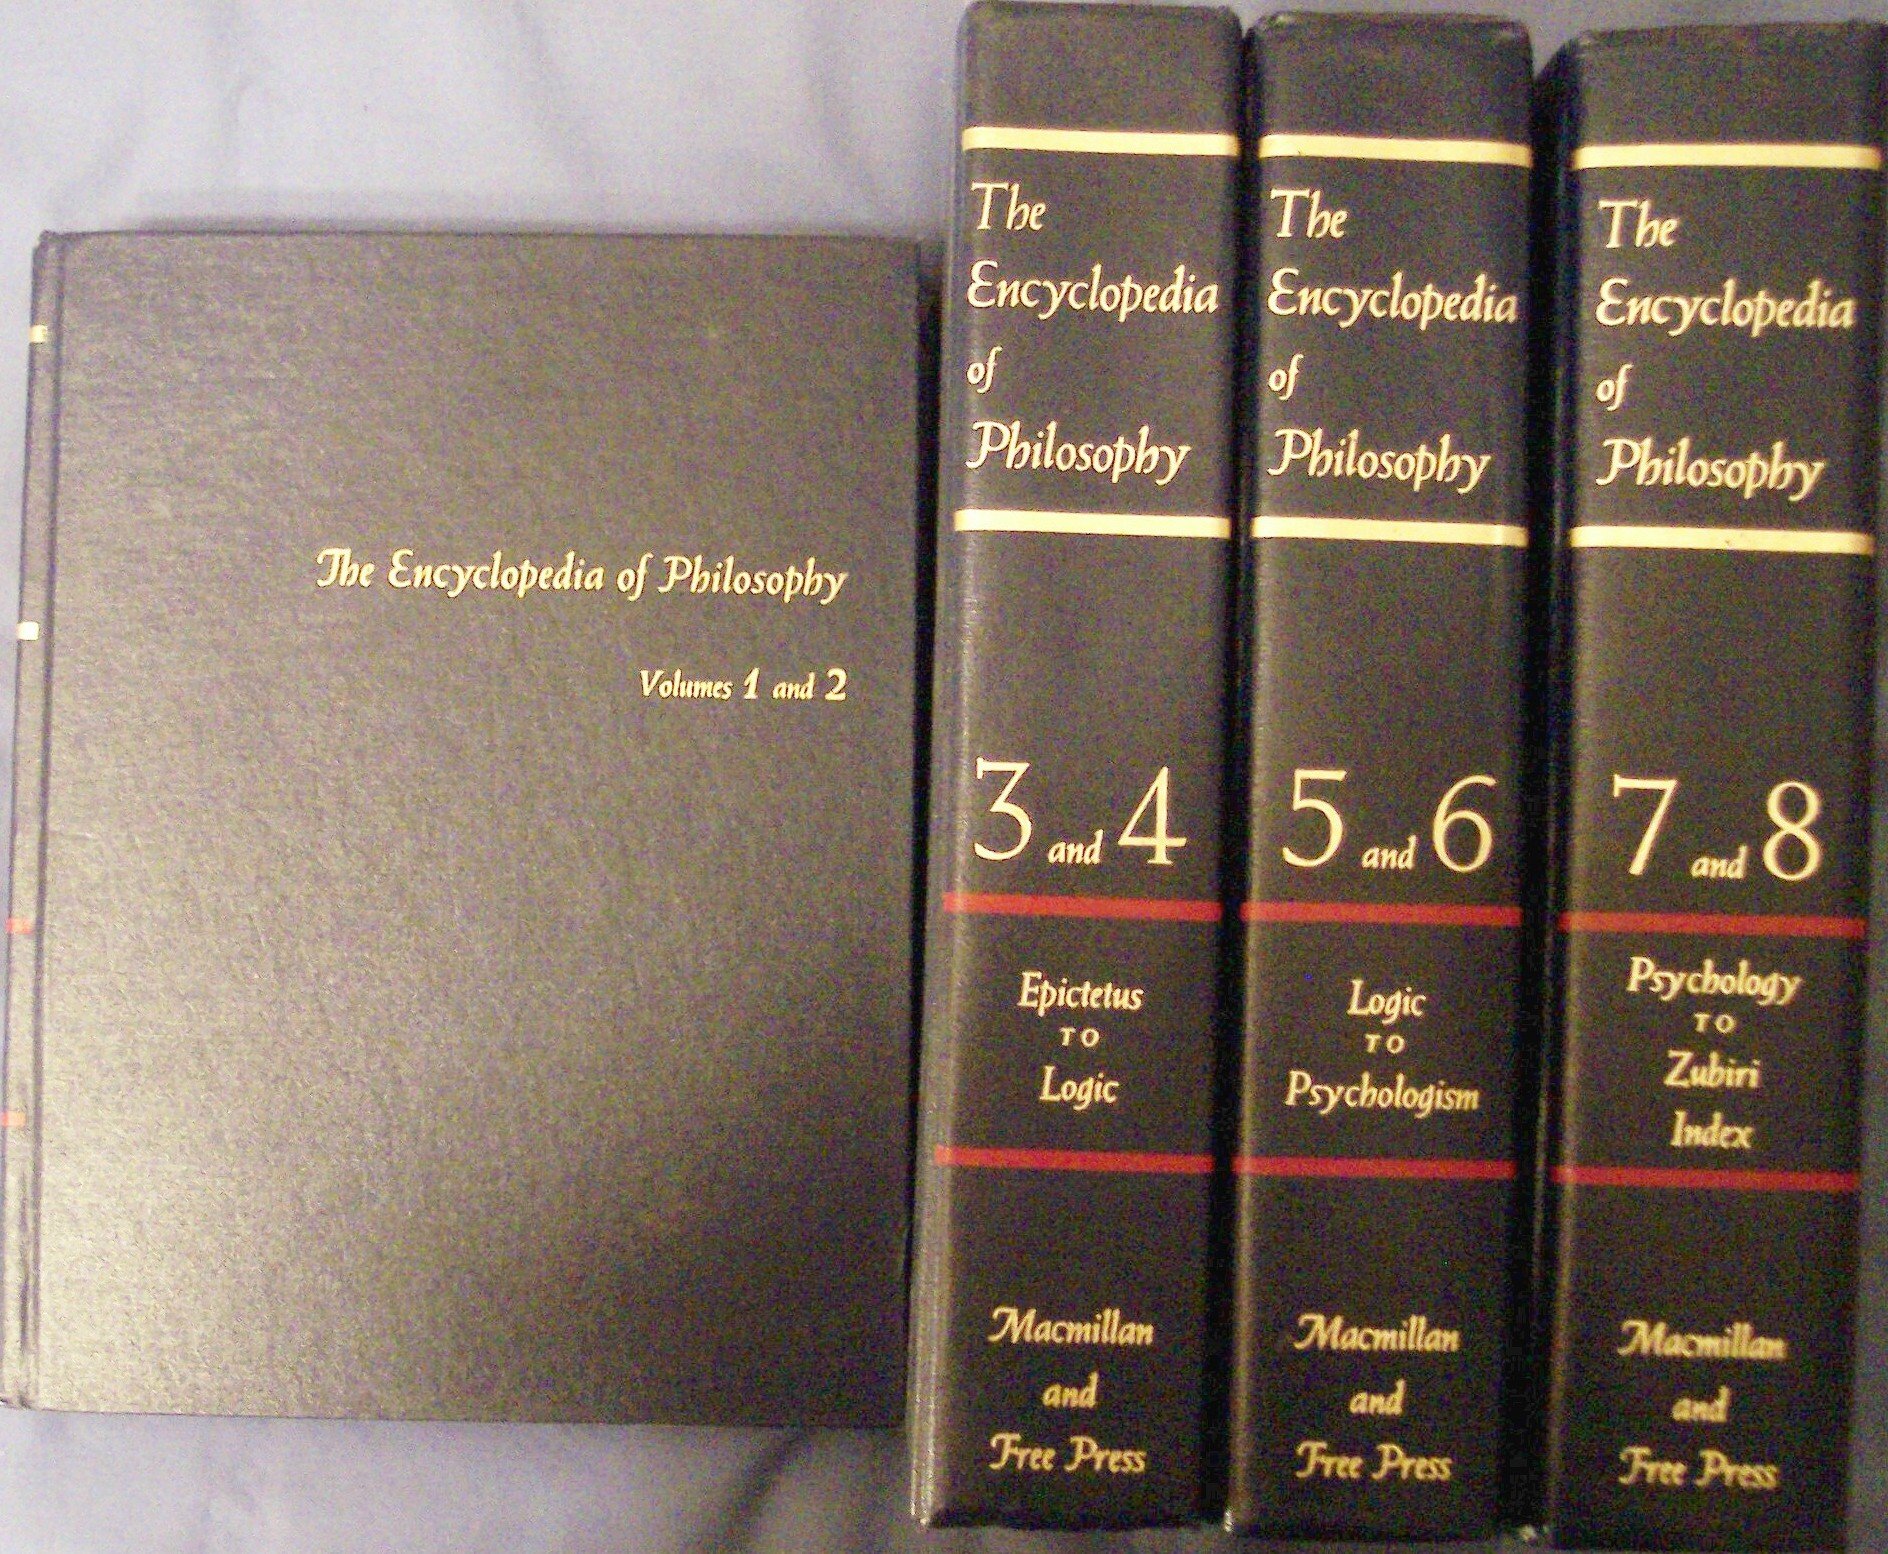 The Encyclopedia of Philosophy
Volumes 1 and 2
The
Encyclopedia
of
Philosophy
3 and 4
Epictetus
TO
Logic
Macmillan
and
Free Press
The
Encyclopedia
of
Philosophy
5 and 6
Logic
TO
Psychologism
Macmillan
and
Free Press
The
Encyclopedia
of
Philosophy
7 and 8
Psychology
TO
Zubiri
Index
Macmillan
and
Free Press